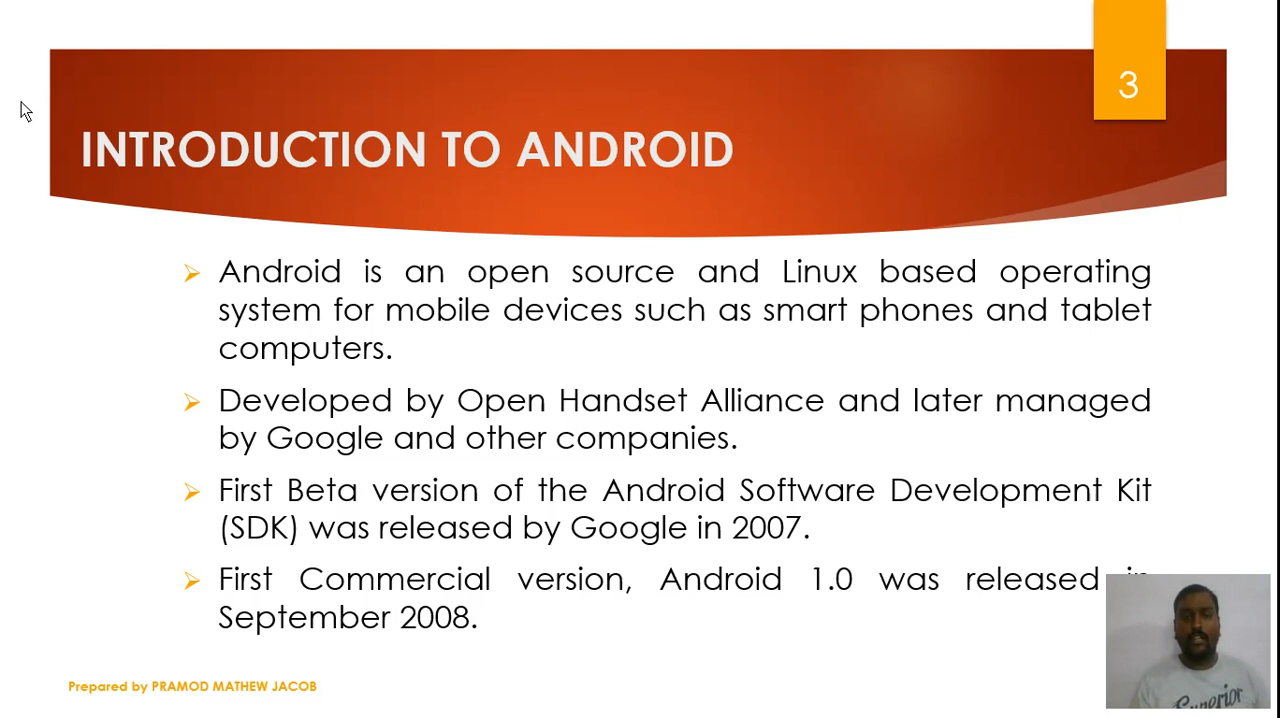 3
INTRODUCTION TO ANDROID
Android is an open source and Linux based operating
system for mobile devices such as smart phones and tablet
computers.
Developed by Open Handset Alliance and later managed
by Google and other companies.
First Beta version of the Android Software Development Kit
(SDK) was released by Google in 2007.
First Commercial version, Android 1.0 was released in
September 2008.
Prepared by PRAMOD MATHEW JACOB
Superior